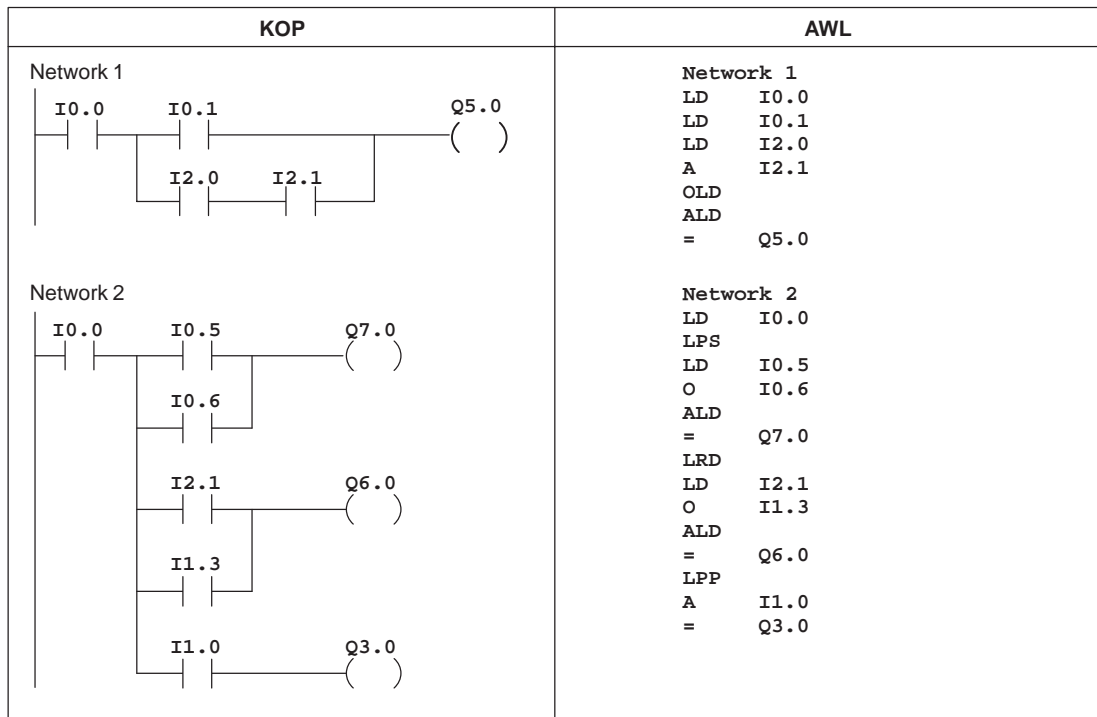 KOP
AWL
Network 1
I0.0 I0.1 Q5.0
I2.0 I2.1
Network 2
I0.0 I0.5 Q7.0
I0.6
I2.1 Q6.0
I1.3
I1.0 Q3.0
Network 1
LD I0.0
LD I0.1
LD I2.0
A I2.1
OLD
ALD
= Q5.0
Network 2
LD I0.0
LPS
LD I0.5
O I0.6
ALD
= Q7.0
LRD
LD I2.1
O I1.3
ALD
= Q6.0
LPP
A I1.0
= Q3.0